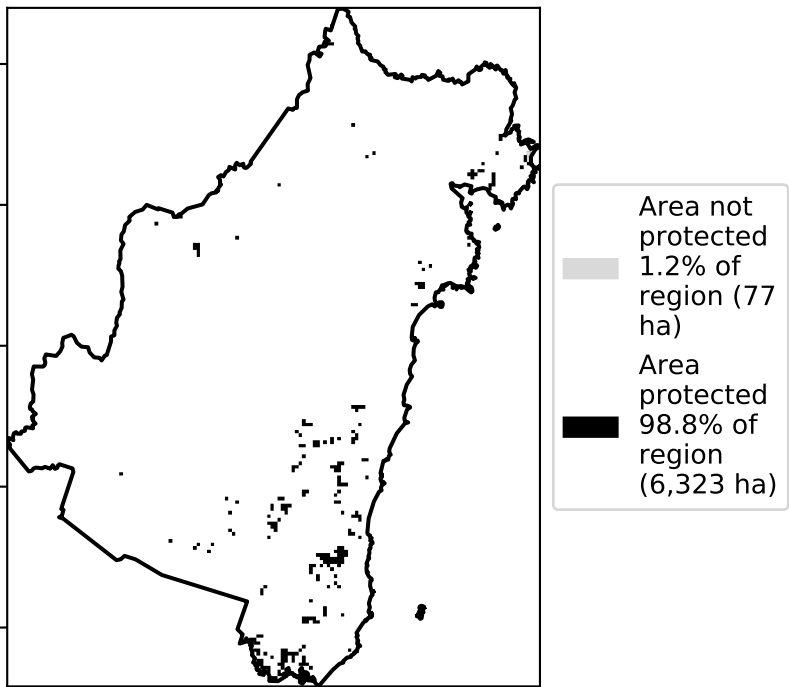 Area not
protected
1.2% of
region (77
ha)
Area
protected
98.8% of
region
(6,323 ha)